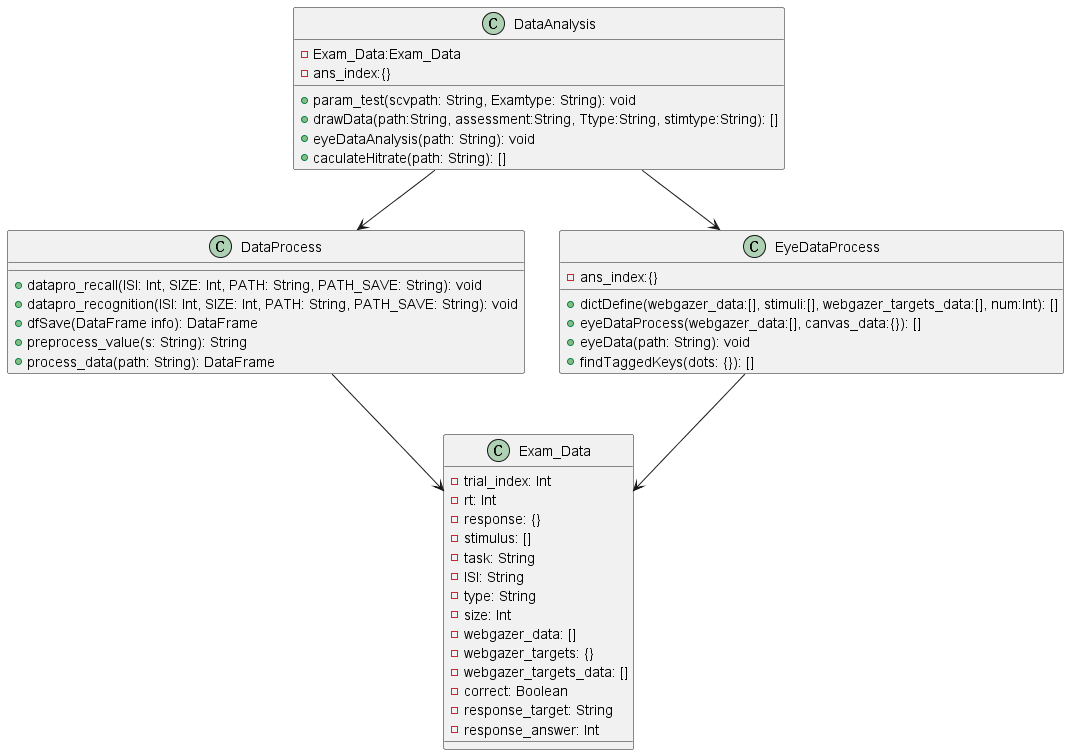 C DataAnalysis
Exam_Data:Exam_Data
ans_index:{}
param_test(scvpath: String, Examtype: String): void
drawData(path:String, assessment:String, Ttype:String, stimtype:String): []
eyeDataAnalysis(path: String): void
caculateHitrate(path: String): []
C DataProcess
datapro_recall(ISI: Int, SIZE: Int, PATH: String, PATH_SAVE: String): void
datapro_recognition(ISI: Int, SIZE: Int, PATH: String, PATH_SAVE: String): void
dfSave(DataFrame info): DataFrame
preprocess_value(s: String): String
process_data(path: String): DataFrame
C EyeDataProcess
ans_index:{}
dictDefine(webgazer_data:[], stimuli:[], webgazer_targets_data:[], num:Int): []
eyeDataProcess(webgazer_data:[], canvas_data:{}): []
eyeData(path: String): void
findTaggedKeys(dots: {}): []
C Exam_Data
trial_index: Int
rt: Int
response: {}
stimulus: []
task: String
ISI: String
type: String
size: Int
webgazer_data: []
webgazer_targets: {}
webgazer_targets_data: []
correct: Boolean
response_target: String
response_answer: Int